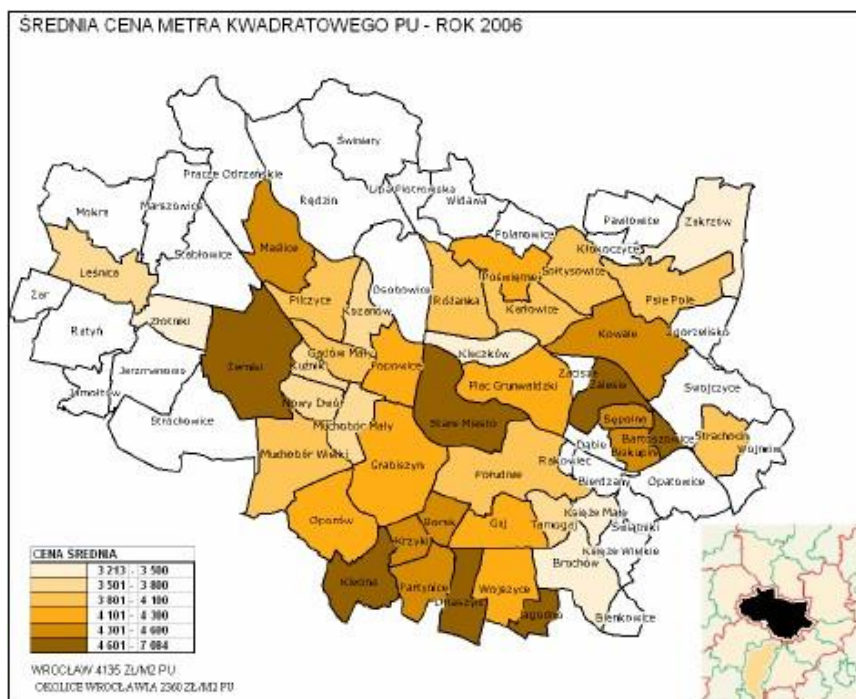 ŚREDNIA CENA METRA KWADRATOWEGO PU - ROK 2006
Świniary
Pracze Odrzańskie
Rędzin
Lipa Piotrowska
Widawa
Mokra
Marszowice
Polanowice
Pawłowice
Zakrzów
Kłokoczyce
Stabłowice
Maślice
Leśnica
Osobowice
Poświętne
Sołtysowice
Żar
Pilczyce
Kozanów
Różanka
Karłowice
Psie Pole
Złotniki
Ratyń
Kowale
Zgorzelisko
Kleczków
Gądów Mały
Kuźniki
Popowice
Jerzmanowo
Żerniki
Plac Grunwaldzki
Zacisze
Zalesie
Swojczyce
Jarnołtów
Nowy Dwór
Strachowice
Stare Miasto
Sępolno
Muchobór Mały
Dąbie
Bartoszowice
Strachocin
Wojnów
Muchobór Wielki
Biskupin
Rakowiec
Grabiszyn
Południe
Bierdzany
Opatowice
Księże Małe
Oporów
Borek
Gaj
Tarnogaj
Świątniki
Krzyki
Księże Wielkie
Brochów
Klecina
Partynice
Wojszyce
Ołtaszyn
Jagodno
Bieńkowice
CENA ŚREDNIA
3 213 - 3 500
3 501 - 3 800
3 801 - 4 100
4 101 - 4 300
4 301 - 4 600
4 601 - 7 084
WROCŁAW 4135 ZŁ/M2 PU
OKOLICE WROCŁAWIA 2360 ZŁ/M2 PU